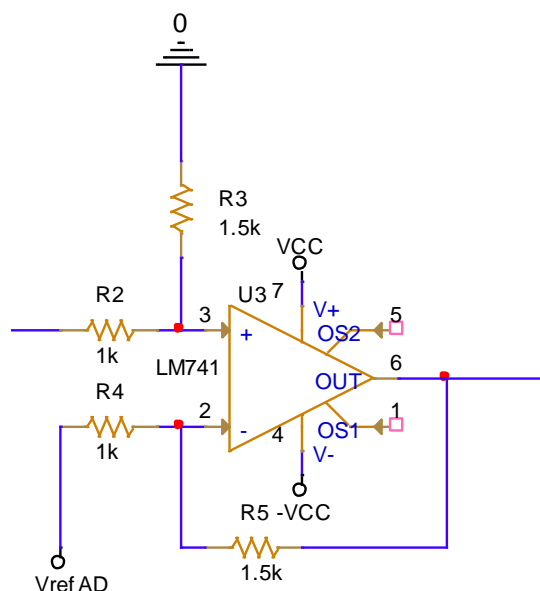 0
R3
1.5k
VCC
R2
U3
7
3
V+
5
+
OS2
1k
LM741
6
R4
OUT
2
1
-
4
OS1
1k
V-
R5
-VCC
1.5k
Vref AD